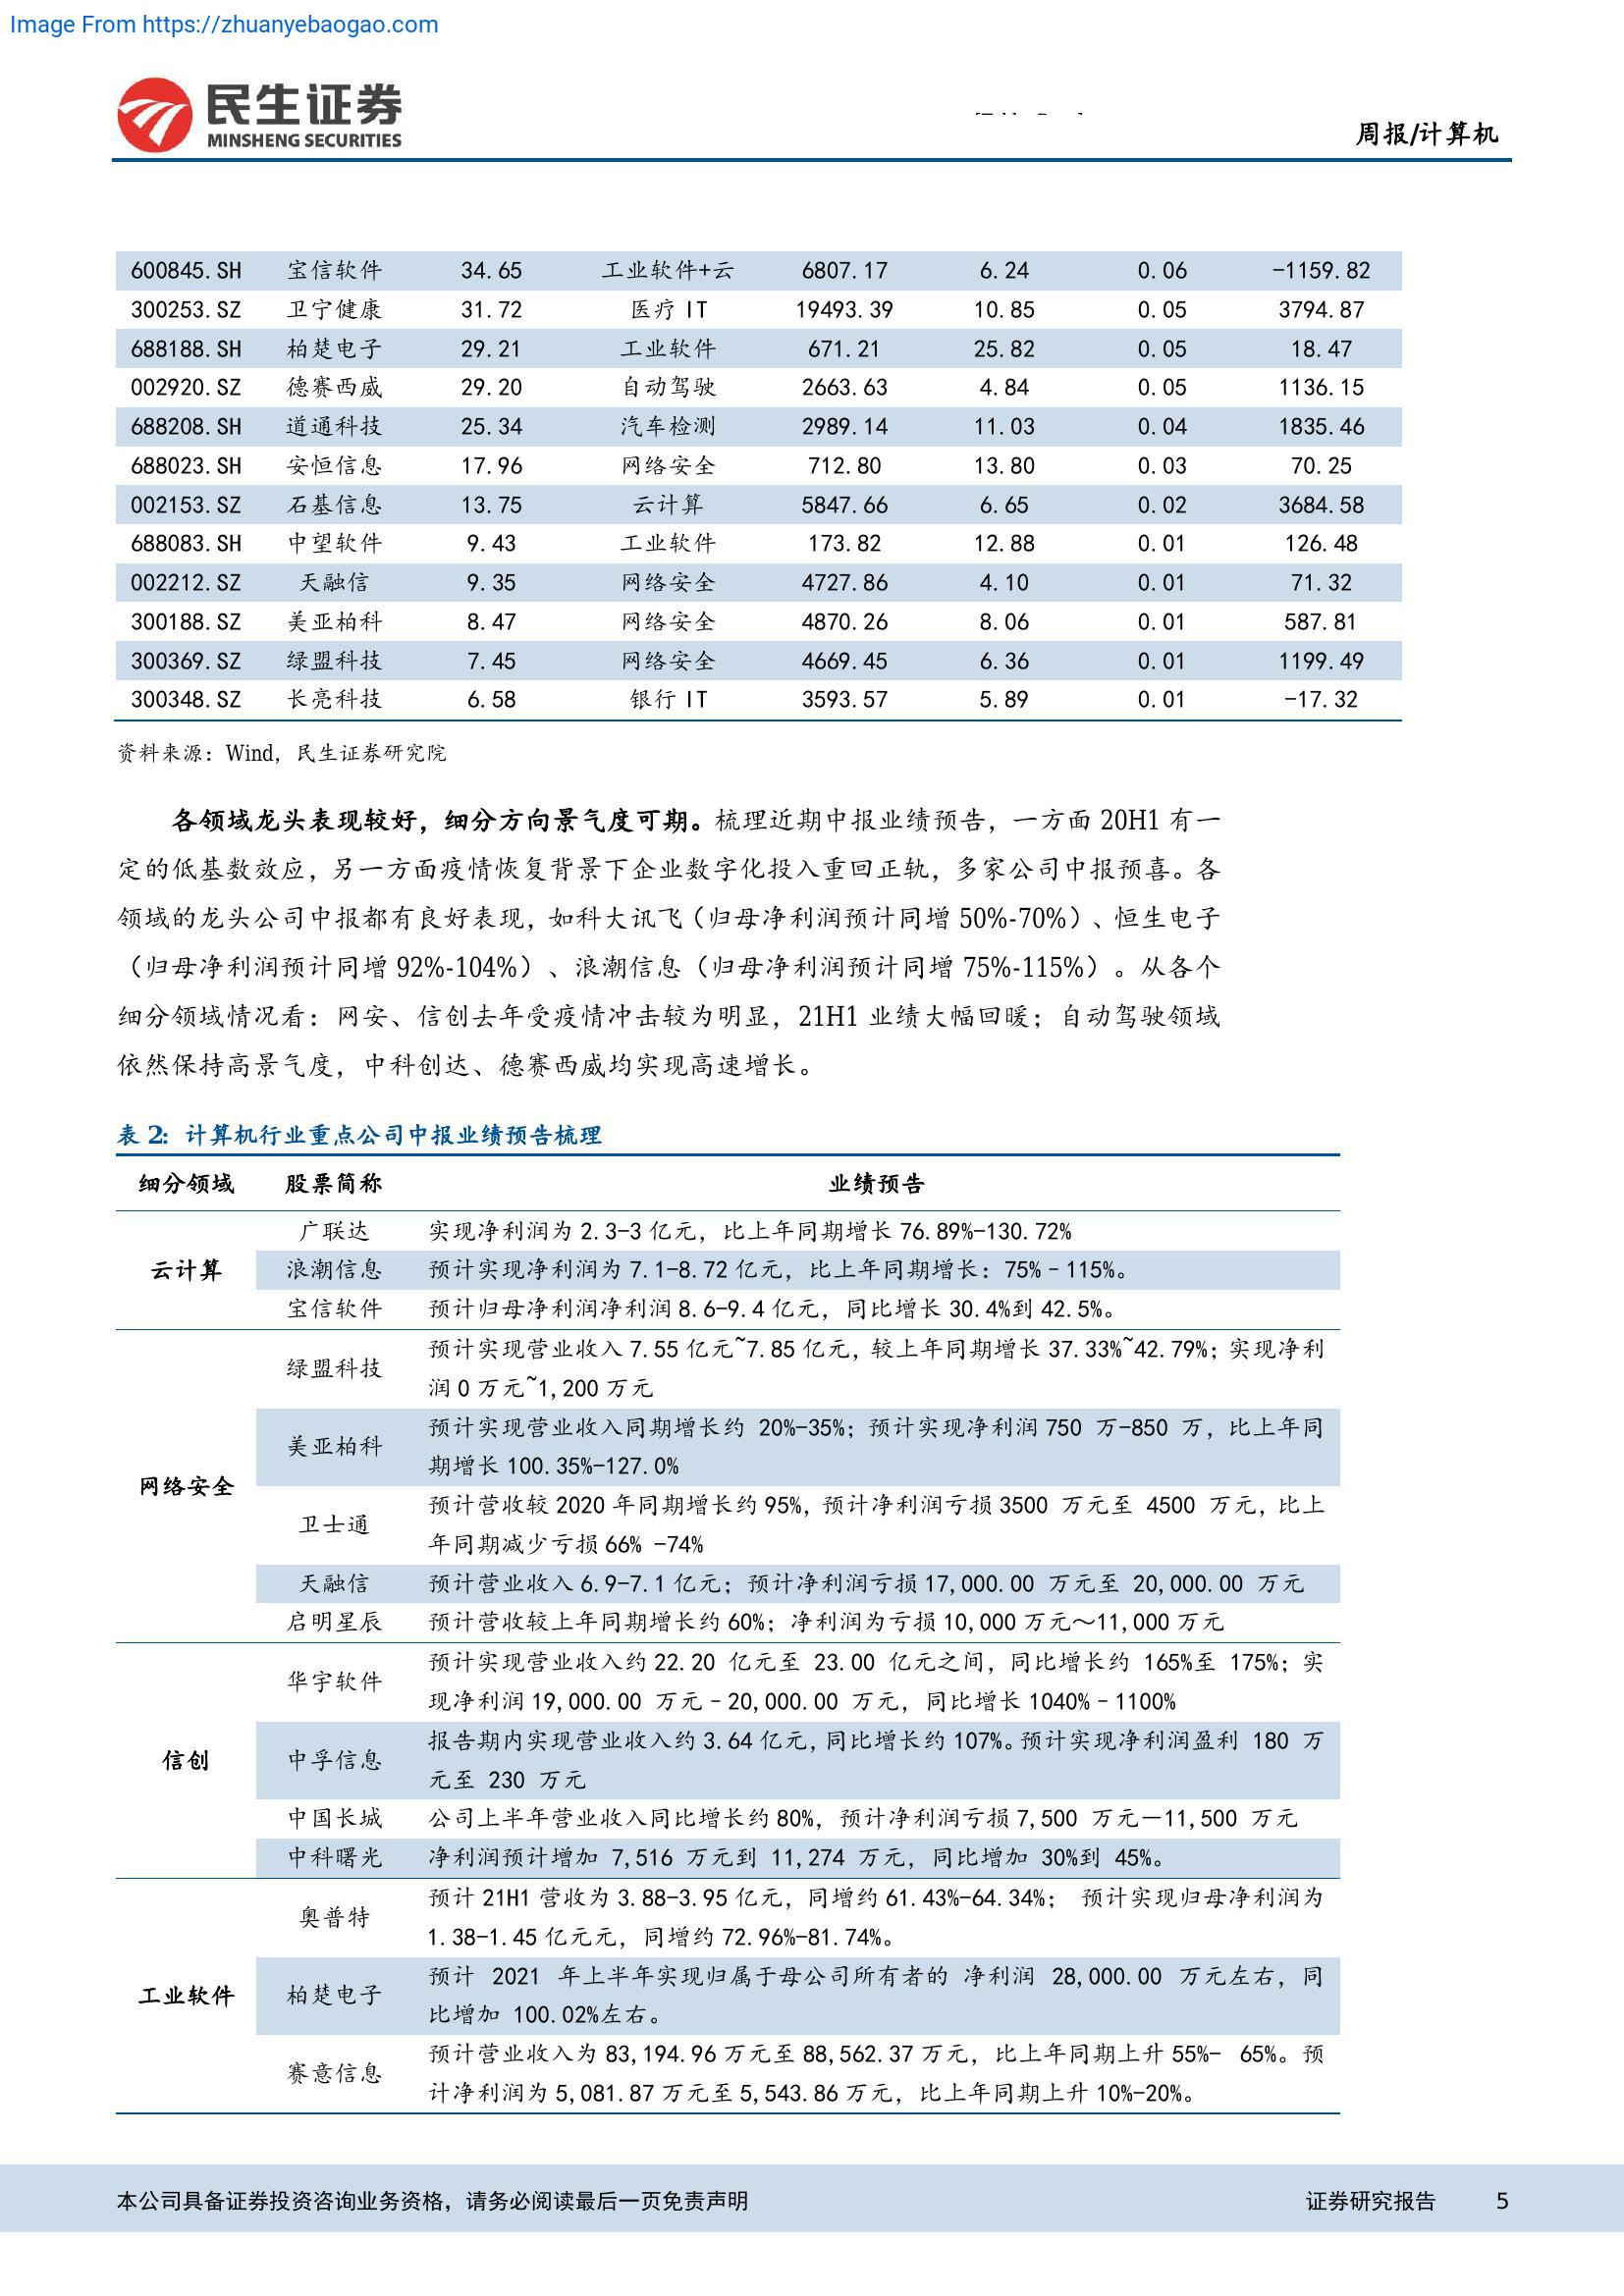 Image From https://zhuanyebaogao.com
民生证券
MINSHENG SECURITIES
周报/计算机
600845.SH 宝信软件 34.65 工业软件+云 6807.17 6.24 0.06 -1159.82
300253.SZ 卫宁健康 31.72 医疗 IT 19493.39 10.85 0.05 3794.87
688188.SH 柏楚电子 29.21 工业软件 671.21 25.82 0.05 18.47
002920.SZ 德赛西威 29.20 自动驾驶 2663.63 4.84 0.05 1136.15
688208.SH 道通科技 25.34 汽车检测 2989.14 11.03 0.04 1835.46
688023.SH 安恒信息 17.96 网络安全 712.80 13.80 0.03 70.25
002153.SZ 石基信息 13.75 云计算 5847.66 6.65 0.02 3684.58
688083.SH 中望软件 9.43 工业软件 173.82 12.88 0.01 126.48
002212.SZ 天融信 9.35 网络安全 4727.86 4.10 0.01 71.32
300188.SZ 美亚柏科 8.47 网络安全 4870.26 8.06 0.01 587.81
300369.SZ 绿盟科技 7.45 网络安全 4669.45 6.36 0.01 1199.49
300348.SZ 长亮科技 6.58 银行 IT 3593.57 5.89 0.01 -17.32
资料来源：Wind，民生证券研究院
各领域龙头表现较好，细分方向景气度可期。梳理近期中报业绩预告，一方面 20H1 有一
定的低基数效应，另一方面疫情恢复背景下企业数字化投入重回正轨，多家公司中报预喜。各
领域的龙头公司中报都有良好表现，如科大讯飞（归母净利润预计同增 50%-70%）、恒生电子
（归母净利润预计同增 92%-104%）、浪潮信息（归母净利润预计同增 75%-115%）。从各个
细分领域情况看：网安、信创去年受疫情冲击较为明显，21H1 业绩大幅回暖；自动驾驶领域
依然保持高景气度，中科创达、德赛西威均实现高速增长。
表 2：计算机行业重点公司中报业绩预告梳理
细分领域 股票简称 业绩预告
广联达 实现净利润为 2.3-3 亿元，比上年同期增长 76.89%-130.72%
云计算 浪潮信息 预计实现净利润为 7.1-8.72 亿元，比上年同期增长：75%–115%。
宝信软件 预计归母净利润净利润 8.6-9.4 亿元，同比增长 30.4%到 42.5%。
绿盟科技 预计实现营业收入 7.55 亿元~7.85 亿元，较上年同期增长 37.33%~42.79%；实现净利
润 0 万元~1,200 万元
美亚柏科 预计实现营业收入同期增长约 20%-35%；预计实现净利润 750 万-850 万，比上年同
期增长 100.35%-127.0%
网络安全
卫士通 预计营收较 2020 年同期增长约 95%，预计净利润亏损 3500 万元至 4500 万元，比上
年同期减少亏损 66% -74%
天融信 预计营业收入 6.9-7.1 亿元；预计净利润亏损 17,000.00 万元至 20,000.00 万元
启明星辰 预计营收较上年同期增长约 60%；净利润为亏损 10,000 万元～11,000 万元
华宇软件 预计实现营业收入约 22.20 亿元至 23.00 亿元之间，同比增长约 165%至 175%；实
现净利润 19,000.00 万元–20,000.00 万元，同比增长 1040%–1100%
信创 中孚信息 报告期内实现营业收入约 3.64 亿元，同比增长约 107%。预计实现净利润盈利 180 万
元至 230 万元
中国长城 公司上半年营业收入同比增长约 80%，预计净利润亏损 7,500 万元—11,500 万元
中科曙光 净利润预计增加 7,516 万元到 11,274 万元，同比增加 30%到 45%。
奥普特 预计 21H1 营收为 3.88-3.95 亿元，同增约 61.43%-64.34%； 预计实现归母净利润为
1.38-1.45 亿元元，同增约 72.96%-81.74%。
工业软件 柏楚电子 预计 2021 年上半年实现归属于母公司所有者的 净利润 28,000.00 万元左右，同
比增加 100.02%左右。
赛意信息 预计营业收入为 83,194.96 万元至 88,562.37 万元，比上年同期上升 55%- 65%。预
计净利润为 5,081.87 万元至 5,543.86 万元，比上年同期上升 10%-20%。
本公司具备证券投资咨询业务资格，请务必阅读最后一页免责声明 证券研究报告 5